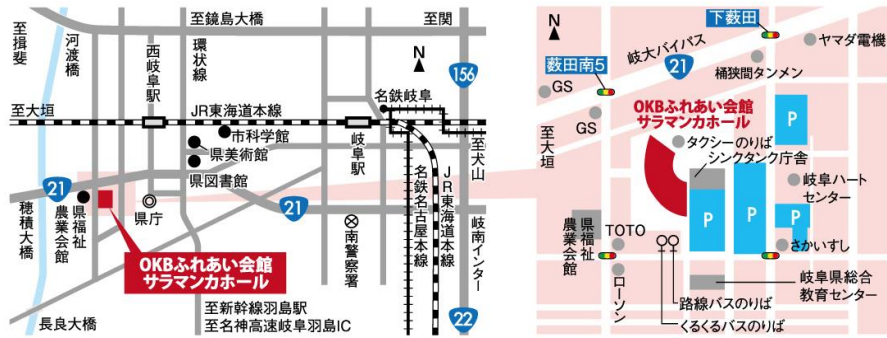 至鏡島大橋
至関
至揖斐
河渡橋
西岐阜駅
環状線
N
156
名鉄岐阜
至大垣
JR東海道本線
市科学館
県美術館
県図書館
岐阜駅
至犬山
21
穂積大橋
県福祉
農業会館
県庁
21
南警察署
名鉄名古屋本線
JR東海道本線
岐南インター
OKBふれあい会館
サラマンカホール
至新幹線羽島駅
至名神高速岐阜羽島IC
長良大橋
22
N
下薮田
岐大バイパス
ヤマダ電機
薮田南5
21
桶狭間タンメン
GS
GS
OKBふれあい会館
サラマンカホール
P
至大垣
タクシーのりば
シンクタンク庁舎
岐阜ハート
センター
P
P
P
県福祉
農業会館
TOTO
さかいすし
ローソン
岐阜県総合
教育センター
路線バスのりば
くるくるバスのりば